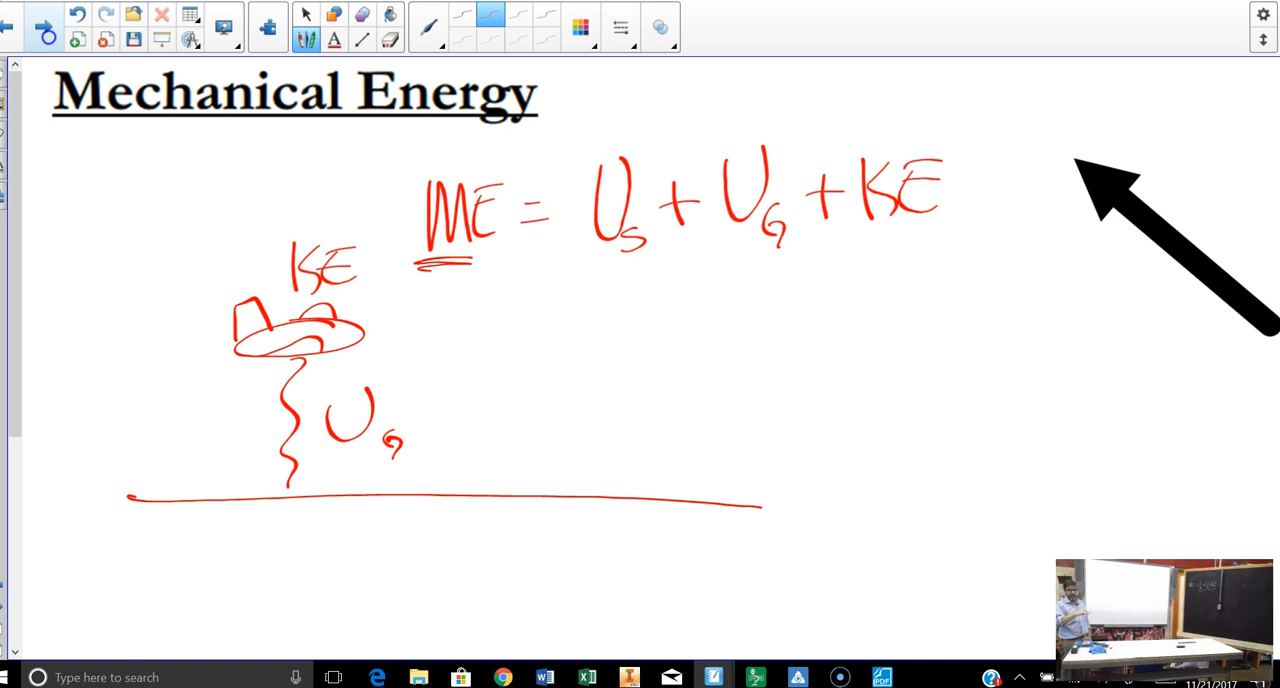 Mechanical Energy
ME = Us + UG + KE
KE
UG
Type here to search
11/21/2017